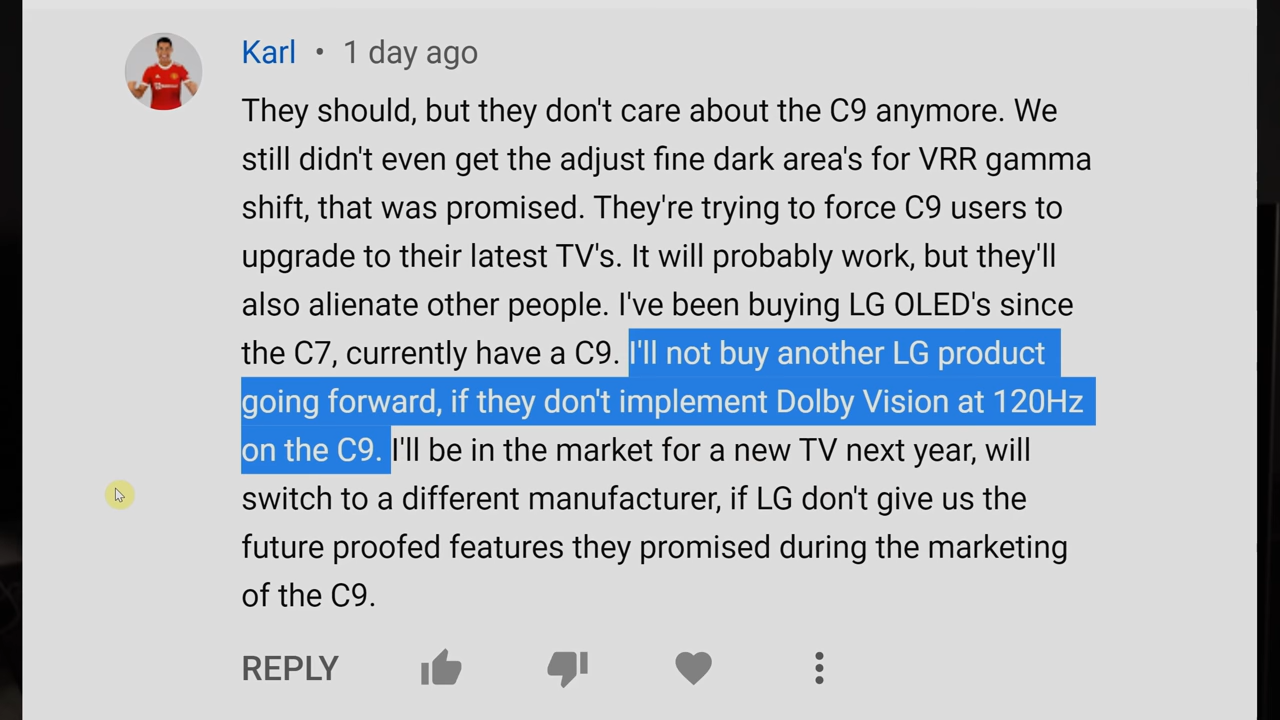 Karl • 1 day ago
They should, but they don't care about the C9 anymore. We
still didn't even get the adjust fine dark area's for VRR gamma
shift, that was promised. They're trying to force C9 users to
upgrade to their latest TV's. It will probably work, but they'll
also alienate other people. I've been buying LG OLED's since
the C7, currently have a C9. I'll not buy another LG product
going forward, if they don't implement Dolby Vision at 120Hz
on the C9. I'll be in the market for a new TV next year, will
switch to a different manufacturer, if LG don't give us the
future proofed features they promised during the marketing
of the C9.
REPLY